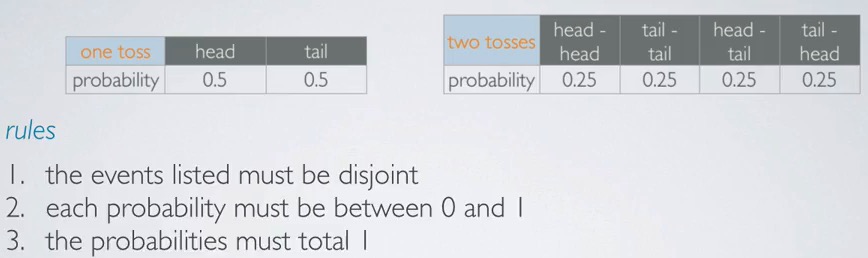 one toss head tail
probability 0.5 0.5
two tosses head - head tail - tail head - tail tail - head
probability 0.25 0.25 0.25 0.25
rules
1. the events listed must be disjoint
2. each probability must be between 0 and 1
3. the probabilities must total 1